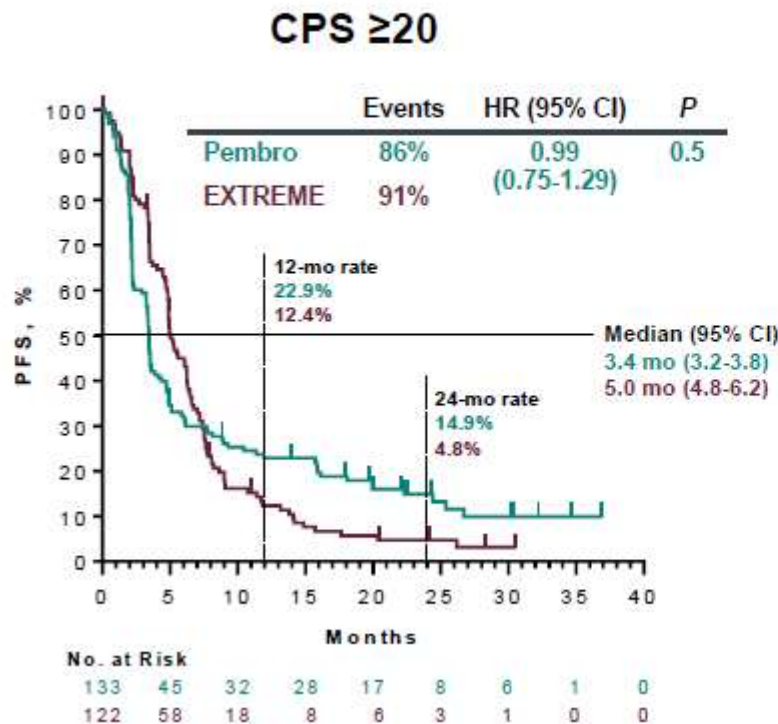 CPS ≥20
Events HR (95% CI) P
Pembro 86% 0.99 0.5
(0.75-1.29)
EXTREME 91%
100
90
80
70
60
50
40
30
20
10
0
PFS, %
12-mo rate
22.9%
12.4%
Median (95% CI)
3.4 mo (3.2-3.8)
5.0 mo (4.8-6.2)
24-mo rate
14.9%
4.8%
0 5 10 15 20 25 30 35 40
Months
No. at Risk
133 45 32 28 17 8 6 1 0
122 58 18 8 6 3 1 0 0